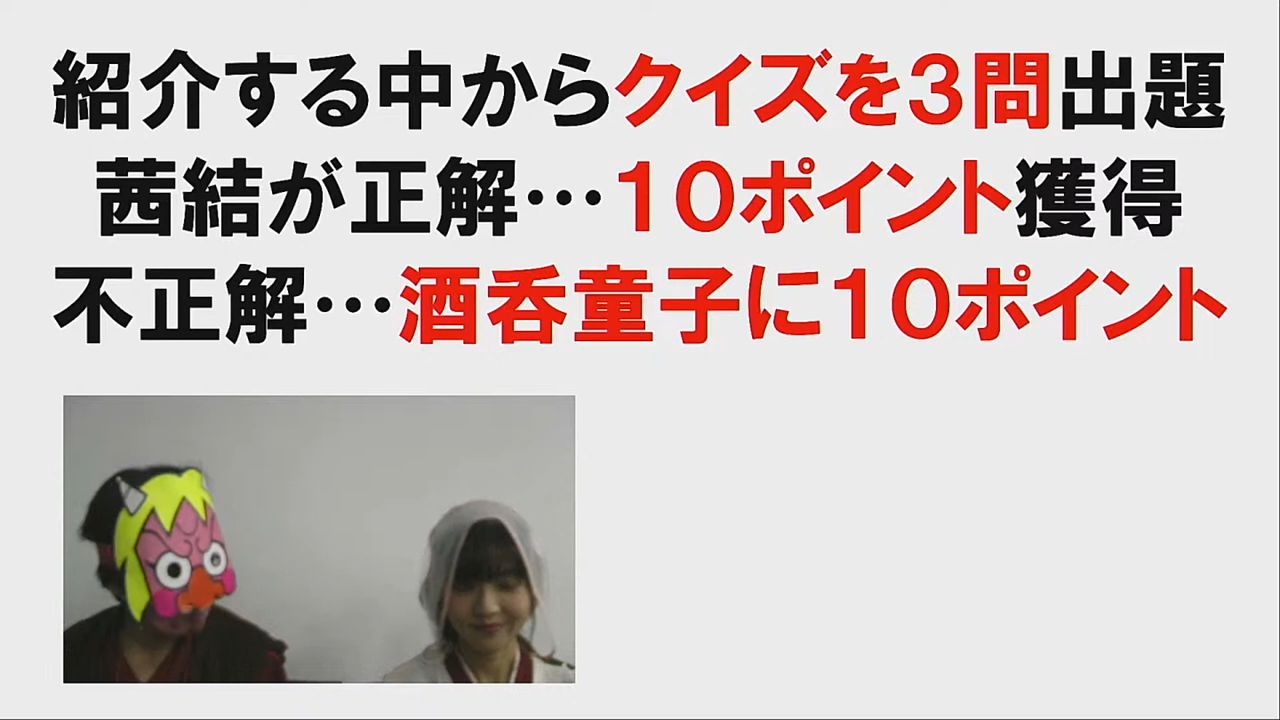 紹介する中からクイズを３問出題
茜結が正解…１０ポイント獲得
不正解…酒呑童子に１０ポイント